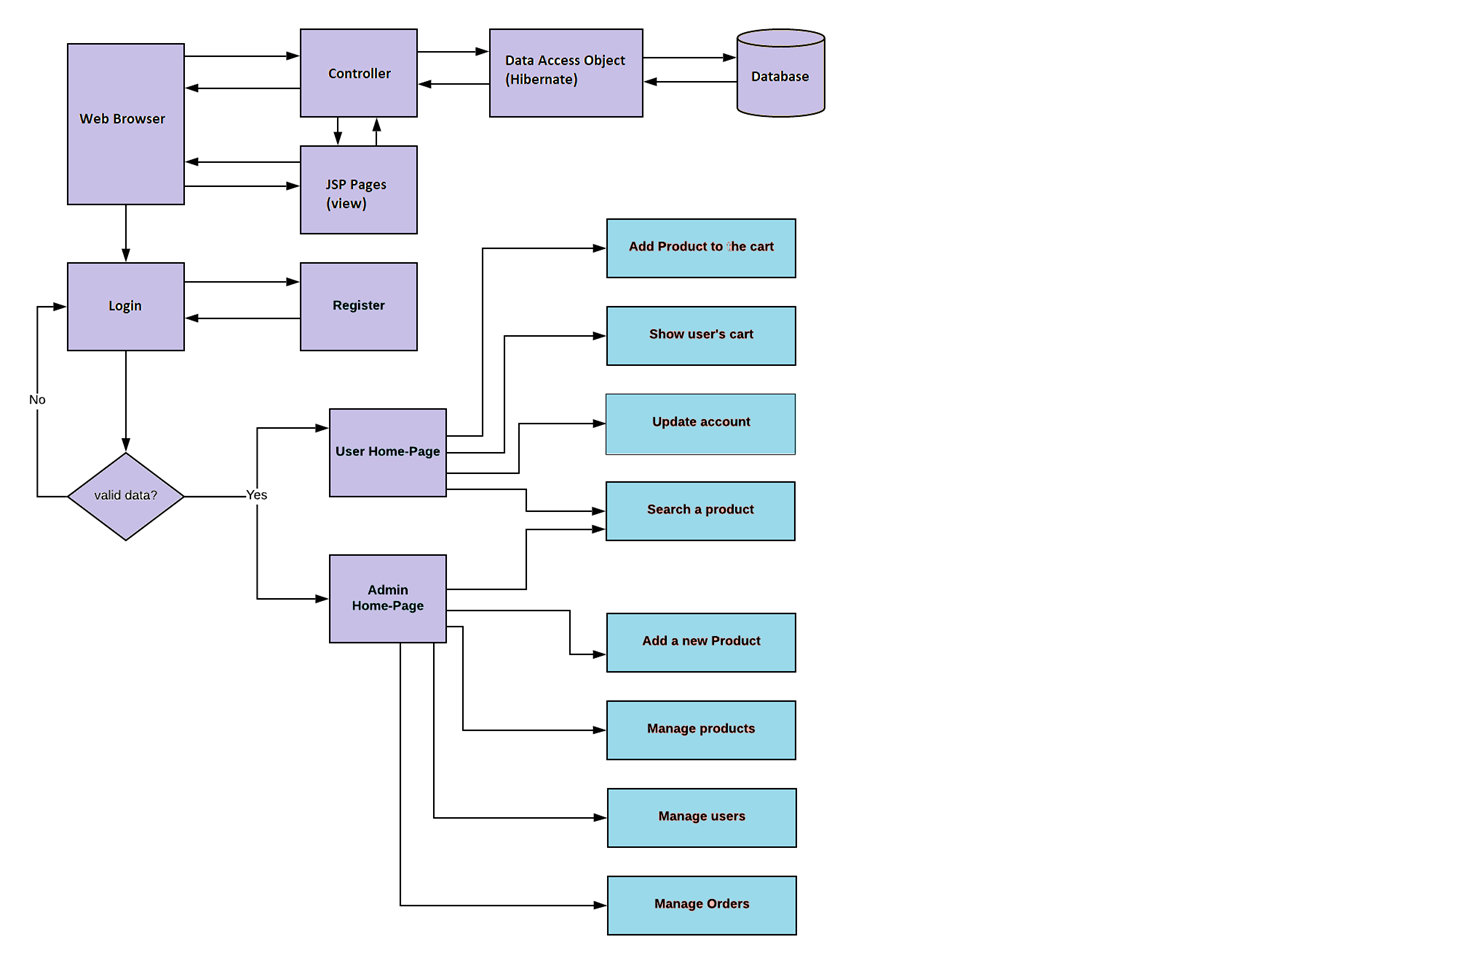 Controller
Data Access Object
(Hibernate)
Database
Web Browser
JSP Pages
(view)
Add Product to the cart
Login
Register
Show user's cart
No
Update account
User Home-Page
valid data?
Yes
Search a product
Admin
Home-Page
Add a new Product
Manage products
Manage users
Manage Orders